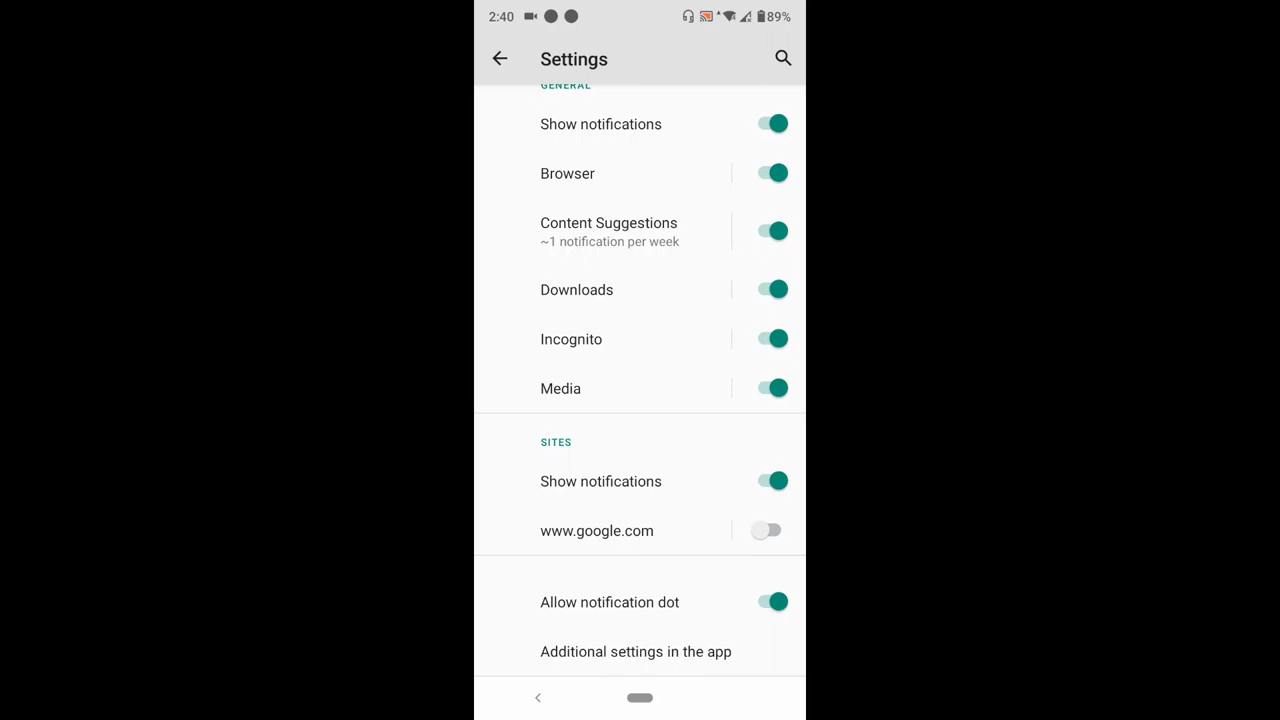 2:40
89%
Settings
GENERAL
Show notifications
Browser
Content Suggestions
~1 notification per week
Downloads
Incognito
Media
SITES
Show notifications
www.google.com
Allow notification dot
Additional settings in the app